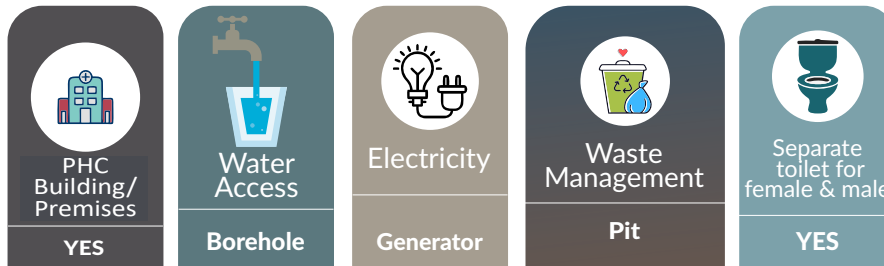 PHC
Building/
Premises
YES
Water
Access
Borehole
Electricity
Generator
Waste
Management
Pit
Separate
toilet for
female & male
YES